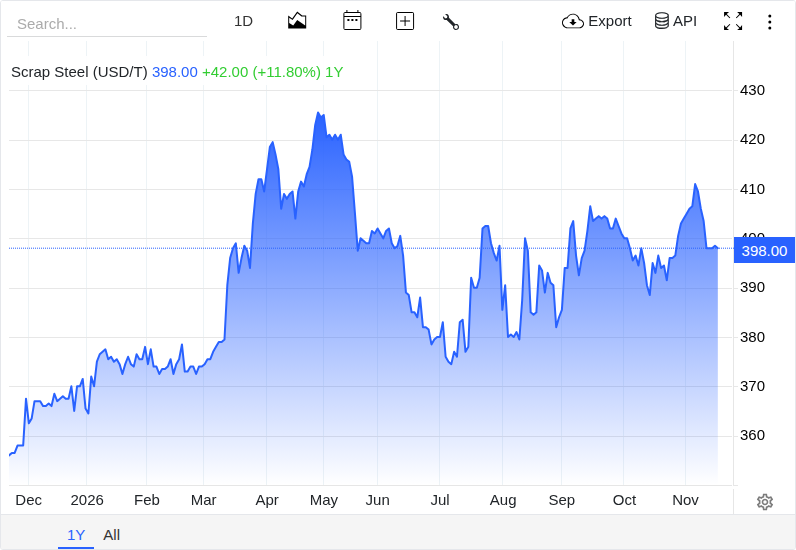 Search...
1D
Export
API
Scrap Steel (USD/T) 398.00 +42.00 (+11.80%) 1Y
430
420
410
400
398.00
390
380
370
360
Dec 2026 Feb Mar Apr May Jun Jul Aug Sep Oct Nov
1Y All